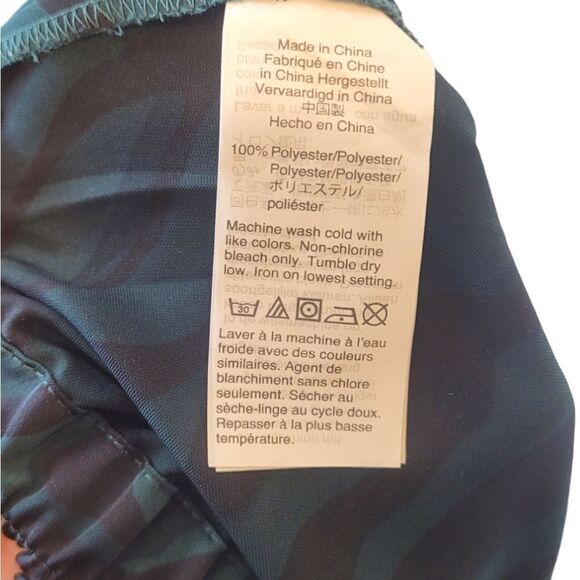 Made in China
Fabriqué en Chine
in China Hergestellt
Vervaardigd in China
中国製
Hecho en China
100% Polyester/Polyester/
Polyester/Polyester/
ポリエステル/
poliéster
Machine wash cold with
like colors. Non-chlorine
bleach only. Tumble dry
low. Iron on lowest setting.
30
Laver à la machine à l'eau
froide avec des couleurs
similaires. Agent de
blanchiment sans chlore
seulement. Sécher au
sèche-linge au cycle doux.
Repasser à la plus basse
température.